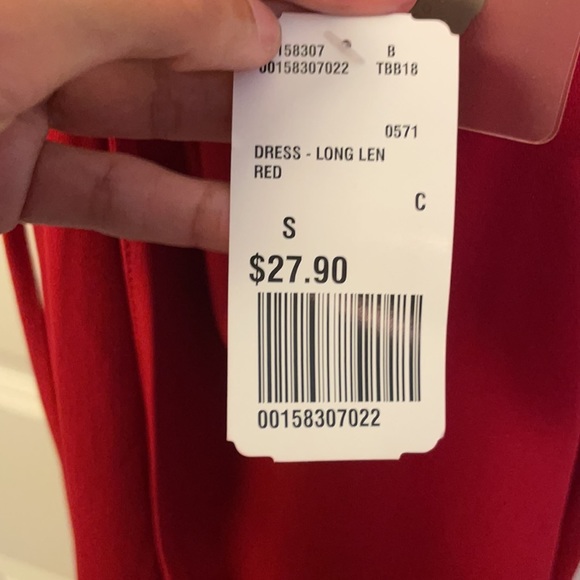 158307 B
00158307022 TBB18
0571
DRESS - LONG LEN
RED
C
S
$27.90
00158307022